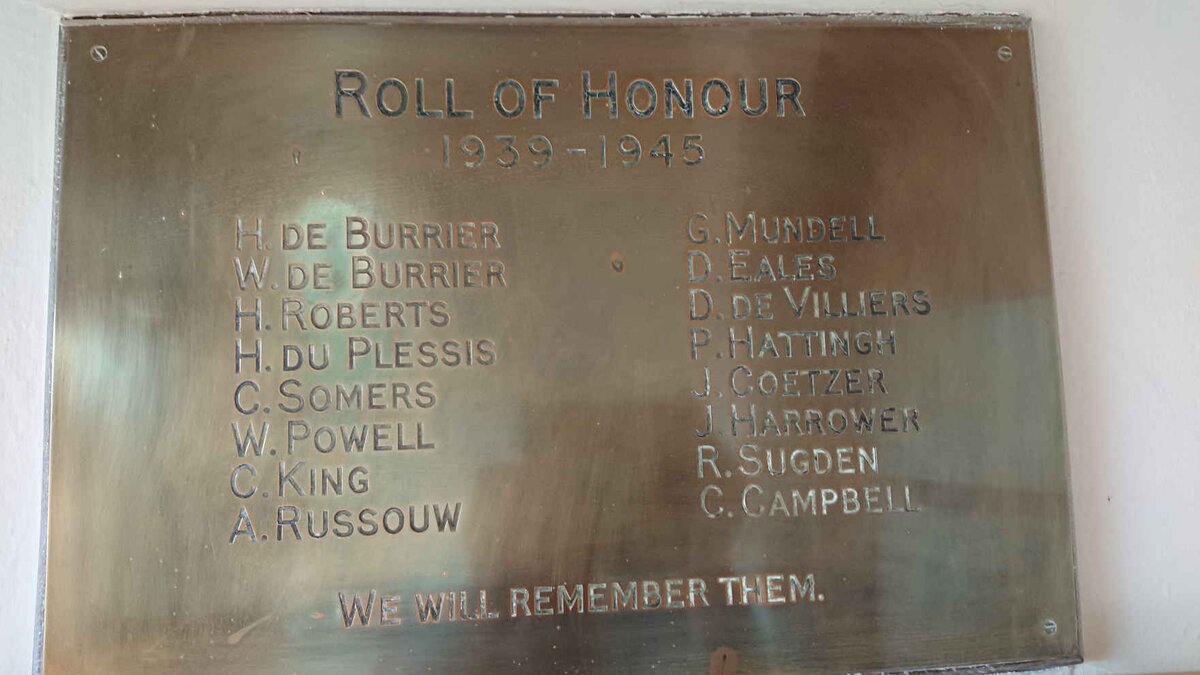 ROLL OF HONOUR
1939-1945
H. DE BURRIER
W. DE BURRIER
H. ROBERTS
H. DU PLESSIS
C. SOMERS
W. POWELL
C. KING
A. RUSSOUW
G. MUNDELL
D. EALES
D. DE VILLIERS
P. HATTINGH
J. COETZER
J. HARROWER
R. SUGDEN
C. CAMPBELL
WE WILL REMEMBER THEM.